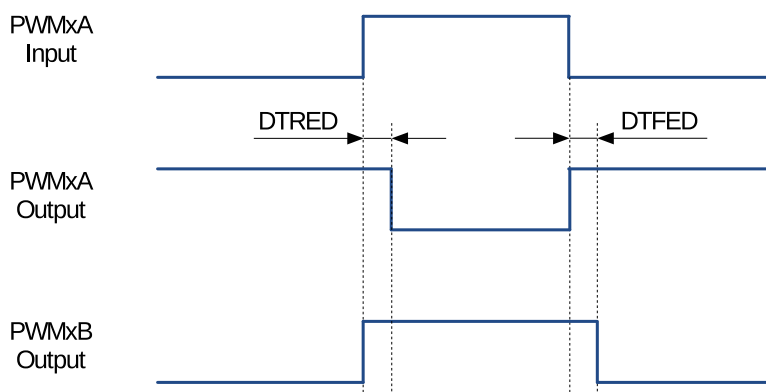 PWMxA
Input
DTRED
DTFED
PWMxA
Output
PWMxB
Output